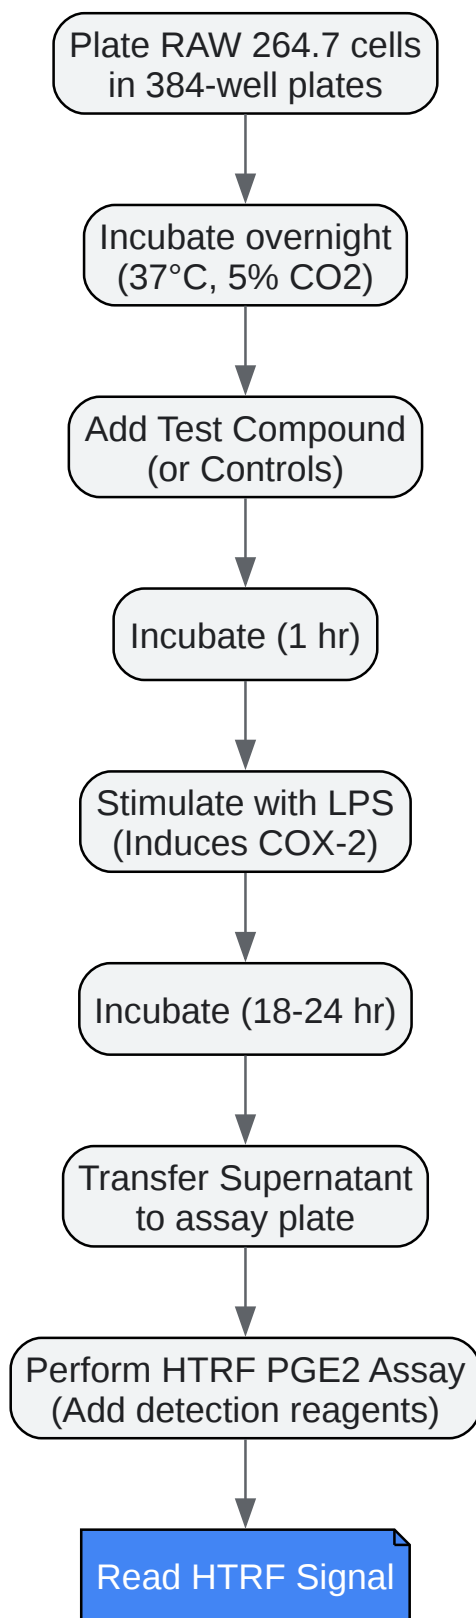 Plate RAW 264.7 cells
in 384-well plates
Incubate overnight
(37°C, 5% CO2)
Add Test Compound
(or Controls)
Incubate (1 hr)
Stimulate with LPS
(Induces COX-2)
Incubate (18-24 hr)
Transfer Supernatant
to assay plate
Perform HTRF PGE2 Assay
(Add detection reagents)
Read HTRF Signal